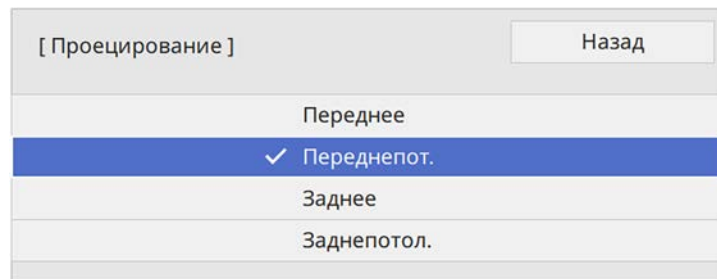 [ Проецирование ]
Назад
Переднее
Переднепот.
Заднее
Заднепотол.